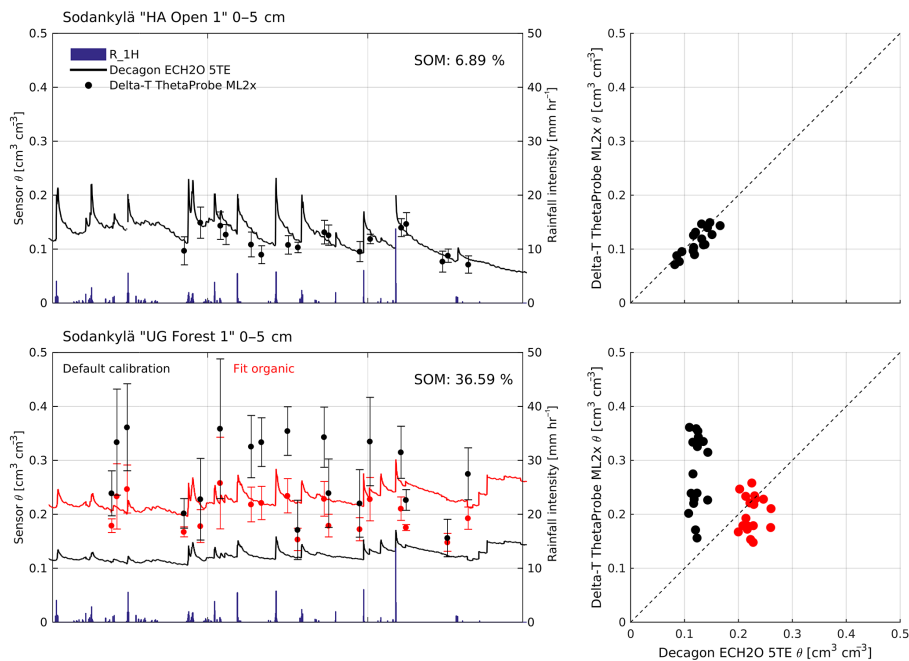 Sodankylä "HA Open 1" 0–5 cm
0.5
0.4
0.3
0.2
0.1
0
Sensor θ [cm³ cm⁻³]
R_1H
Decagon ECH2O 5TE
Delta-T ThetaProbe ML2x
SOM: 6.89 %
50
40
30
20
10
0
Rainfall intensity [mm hr⁻¹]
0.5
0.4
0.3
0.2
0.1
0
Delta-T ThetaProbe ML2x θ [cm³ cm⁻³]
Sodankylä "UG Forest 1" 0–5 cm
0.5
0.4
0.3
0.2
0.1
0
Sensor θ [cm³ cm⁻³]
Default calibration
Fit organic
SOM: 36.59 %
50
40
30
20
10
0
Rainfall intensity [mm hr⁻¹]
0.5
0.4
0.3
0.2
0.1
0
Delta-T ThetaProbe ML2x θ [cm³ cm⁻³]
0 0.1 0.2 0.3 0.4 0.5
Decagon ECH2O 5TE θ [cm³ cm⁻³]